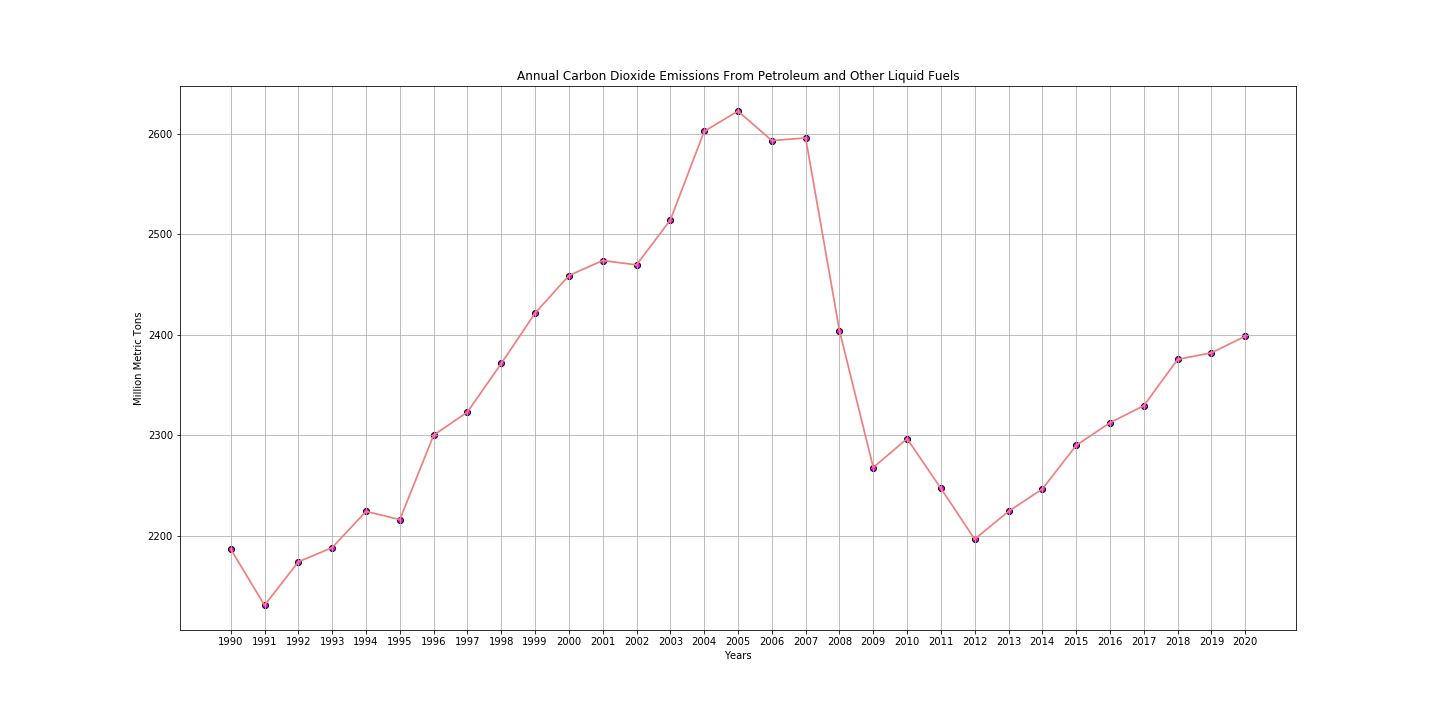 Annual Carbon Dioxide Emissions From Petroleum and Other Liquid Fuels
Million Metric Tons
2600
2500
2400
2300
2200
1990 1991 1992 1993 1994 1995 1996 1997 1998 1999 2000 2001 2002 2003 2004 2005 2006 2007 2008 2009 2010 2011 2012 2013 2014 2015 2016 2017 2018 2019 2020
Years